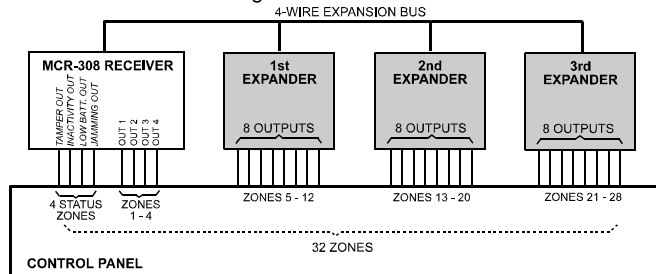 4-WIRE EXPANSION BUS
MCR-308 RECEIVER
TAMPER OUT
INACTIVITY OUT
LOW BATT. OUT
JAMMING OUT
OUT 1
OUT 2
OUT 3
OUT 4
1st
EXPANDER
8 OUTPUTS
2nd
EXPANDER
8 OUTPUTS
3rd
EXPANDER
8 OUTPUTS
4 STATUS
ZONES
ZONES
1 - 4
ZONES 5 - 12
ZONES 13 - 20
ZONES 21 - 28
32 ZONES
CONTROL PANEL